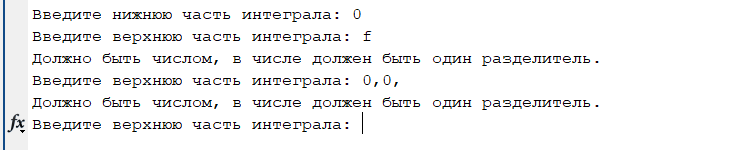 Введите нижнюю часть интеграла: 0
Введите верхнюю часть интеграла: f
Должно быть числом, в числе должен быть один разделитель.
Введите верхнюю часть интеграла: 0,0,
Должно быть числом, в числе должен быть один разделитель.
fx Введите верхнюю часть интеграла: